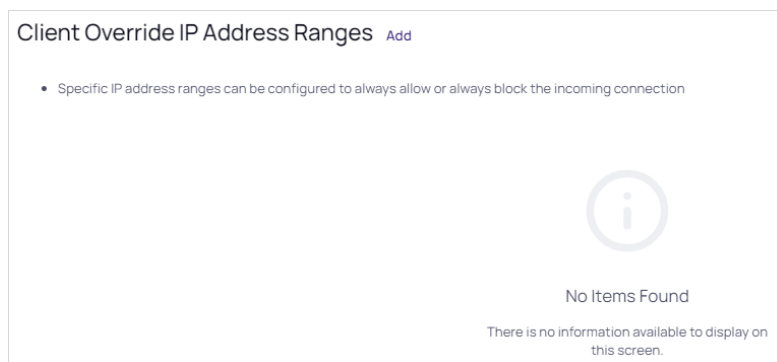 Client Override IP Address Ranges Add
Specific IP address ranges can be configured to always allow or always block the incoming connection
No Items Found
There is no information available to display on
this screen.